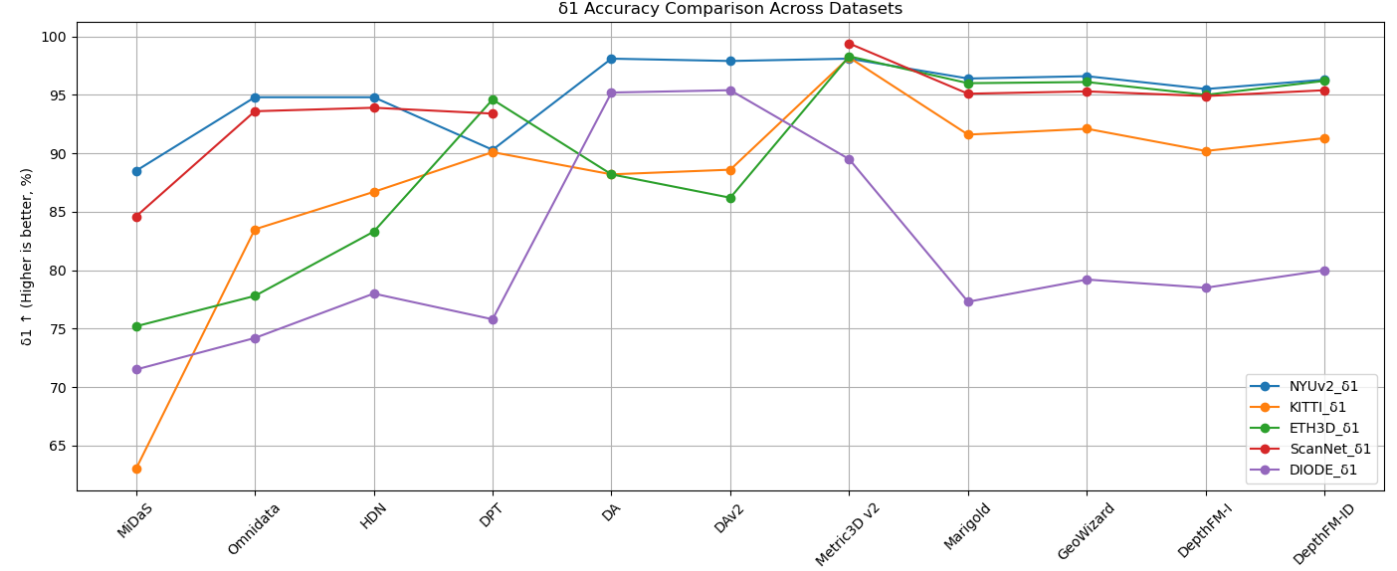 δ1 Accuracy Comparison Across Datasets
δ1 ↑ (Higher is better, %)
100
95
90
85
80
75
70
65
MiDaS
Omnidata
HDN
DPT
DA
DAv2
Metric3D v2
Marigold
GeoWizard
DepthFM-I
DepthFM-ID
NYUv2_δ1
KITTI_δ1
ETH3D_δ1
ScanNet_δ1
DIODE_δ1